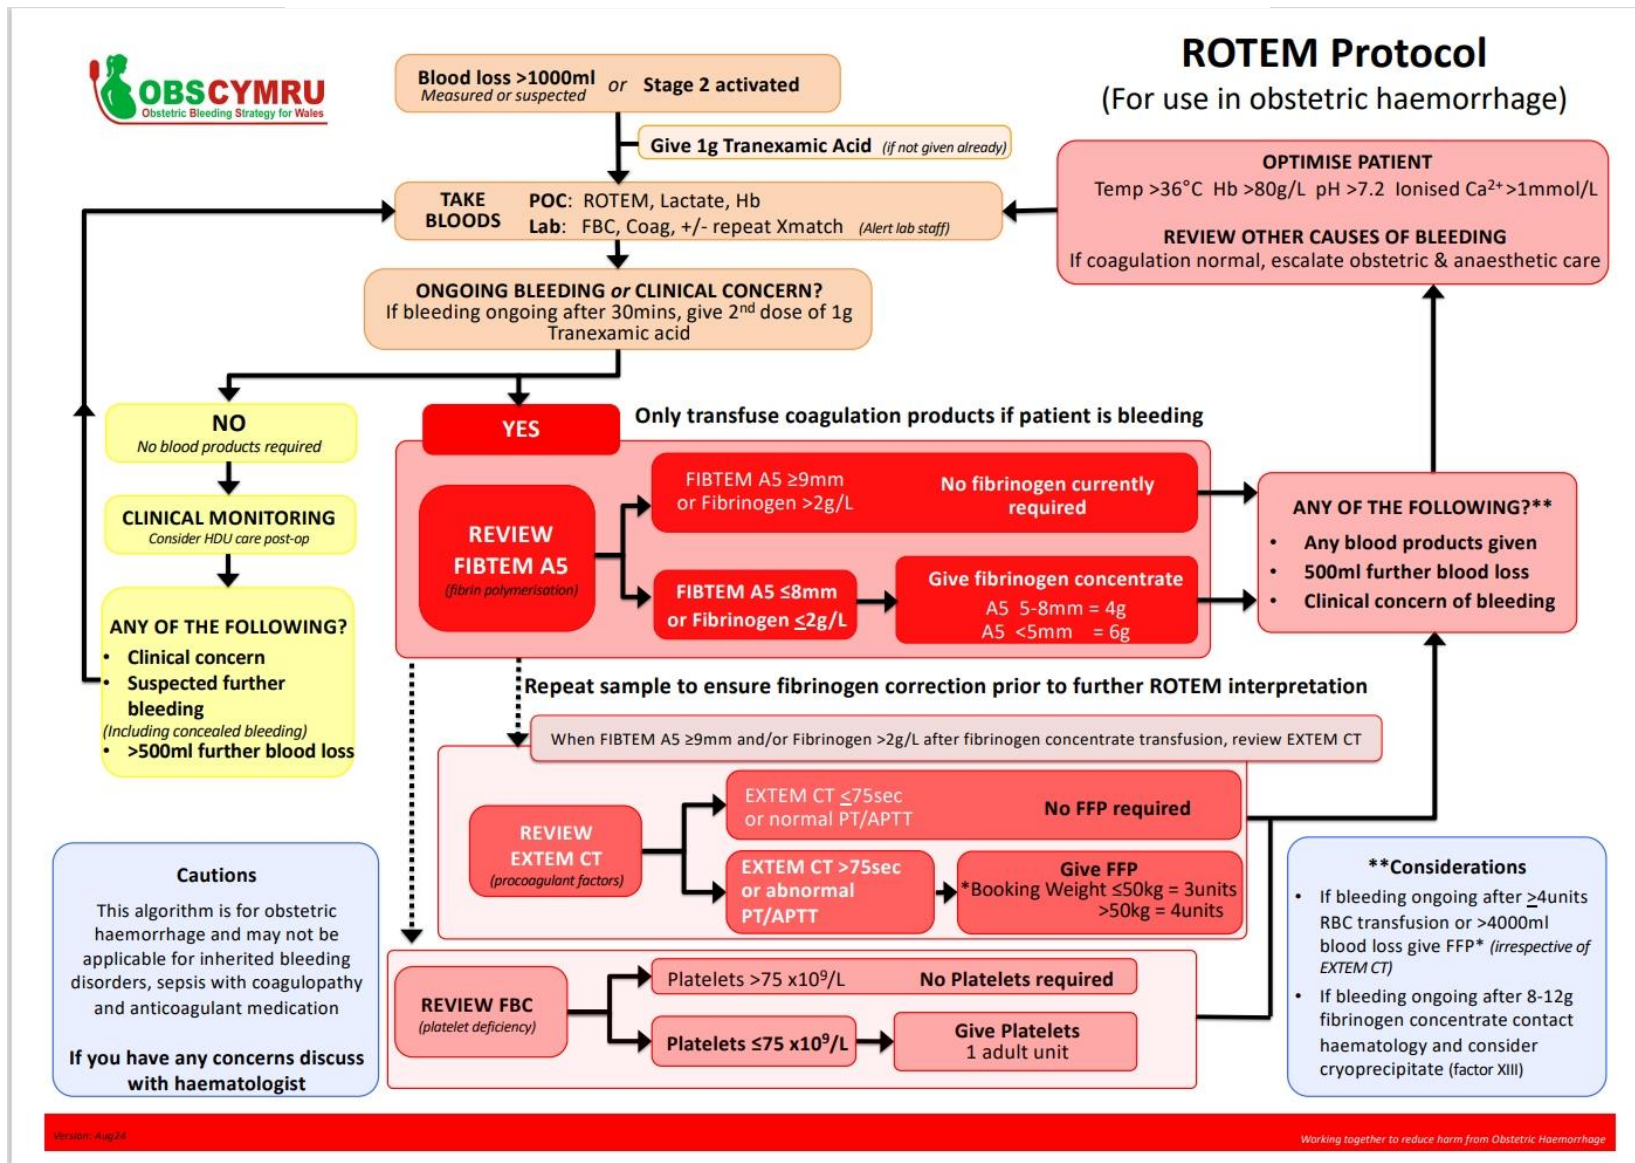 OBSCYMRU
Obstetric Bleeding Strategy for Wales
ROTEM Protocol
(For use in obstetric haemorrhage)
Blood loss >1000ml or Stage 2 activated
Measured or suspected
Give 1g Tranexamic Acid (if not given already)
TAKE BLOODS
POC: ROTEM, Lactate, Hb
Lab: FBC, Coag, +/- repeat Xmatch (Alert lab staff)
OPTIMISE PATIENT
Temp >36°C Hb >80g/L pH >7.2 Ionised Ca²⁺ >1mmol/L
REVIEW OTHER CAUSES OF BLEEDING
If coagulation normal, escalate obstetric & anaesthetic care
ONGOING BLEEDING or CLINICAL CONCERN?
If bleeding ongoing after 30mins, give 2nd dose of 1g
Tranexamic acid
NO
No blood products required
CLINICAL MONITORING
Consider HDU care post-op
ANY OF THE FOLLOWING?
• Clinical concern
• Suspected further
bleeding
(Including concealed bleeding)
• >500ml further blood loss
YES
Only transfuse coagulation products if patient is bleeding
REVIEW
FIBTEM A5
(fibrin polymerisation)
FIBTEM A5 ≥9mm
or Fibrinogen >2g/L
No fibrinogen currently
required
FIBTEM A5 ≤8mm
or Fibrinogen ≤2g/L
Give fibrinogen concentrate
A5 5-8mm = 4g
A5 <5mm = 6g
ANY OF THE FOLLOWING?**
• Any blood products given
• 500ml further blood loss
• Clinical concern of bleeding
Repeat sample to ensure fibrinogen correction prior to further ROTEM interpretation
When FIBTEM A5 ≥9mm and/or Fibrinogen >2g/L after fibrinogen concentrate transfusion, review EXTEM CT
REVIEW
EXTEM CT
(procoagulant factors)
EXTEM CT ≤75sec
or normal PT/APTT
No FFP required
EXTEM CT >75sec
or abnormal
PT/APTT
Give FFP
*Booking Weight ≤50kg = 3units
>50kg = 4units
REVIEW FBC
(platelet deficiency)
Platelets >75 x10⁹/L
No Platelets required
Platelets ≤75 x10⁹/L
Give Platelets
1 adult unit
Cautions
This algorithm is for obstetric
haemorrhage and may not be
applicable for inherited bleeding
disorders, sepsis with coagulopathy
and anticoagulant medication
If you have any concerns discuss
with haematologist
**Considerations
• If bleeding ongoing after ≥4units
RBC transfusion or >4000ml
blood loss give FFP* (irrespective of
EXTEM CT)
• If bleeding ongoing after 8-12g
fibrinogen concentrate contact
haematology and consider
cryoprecipitate (factor XIII)
Version: Aug24
Working together to reduce harm from Obstetric Haemorrhage